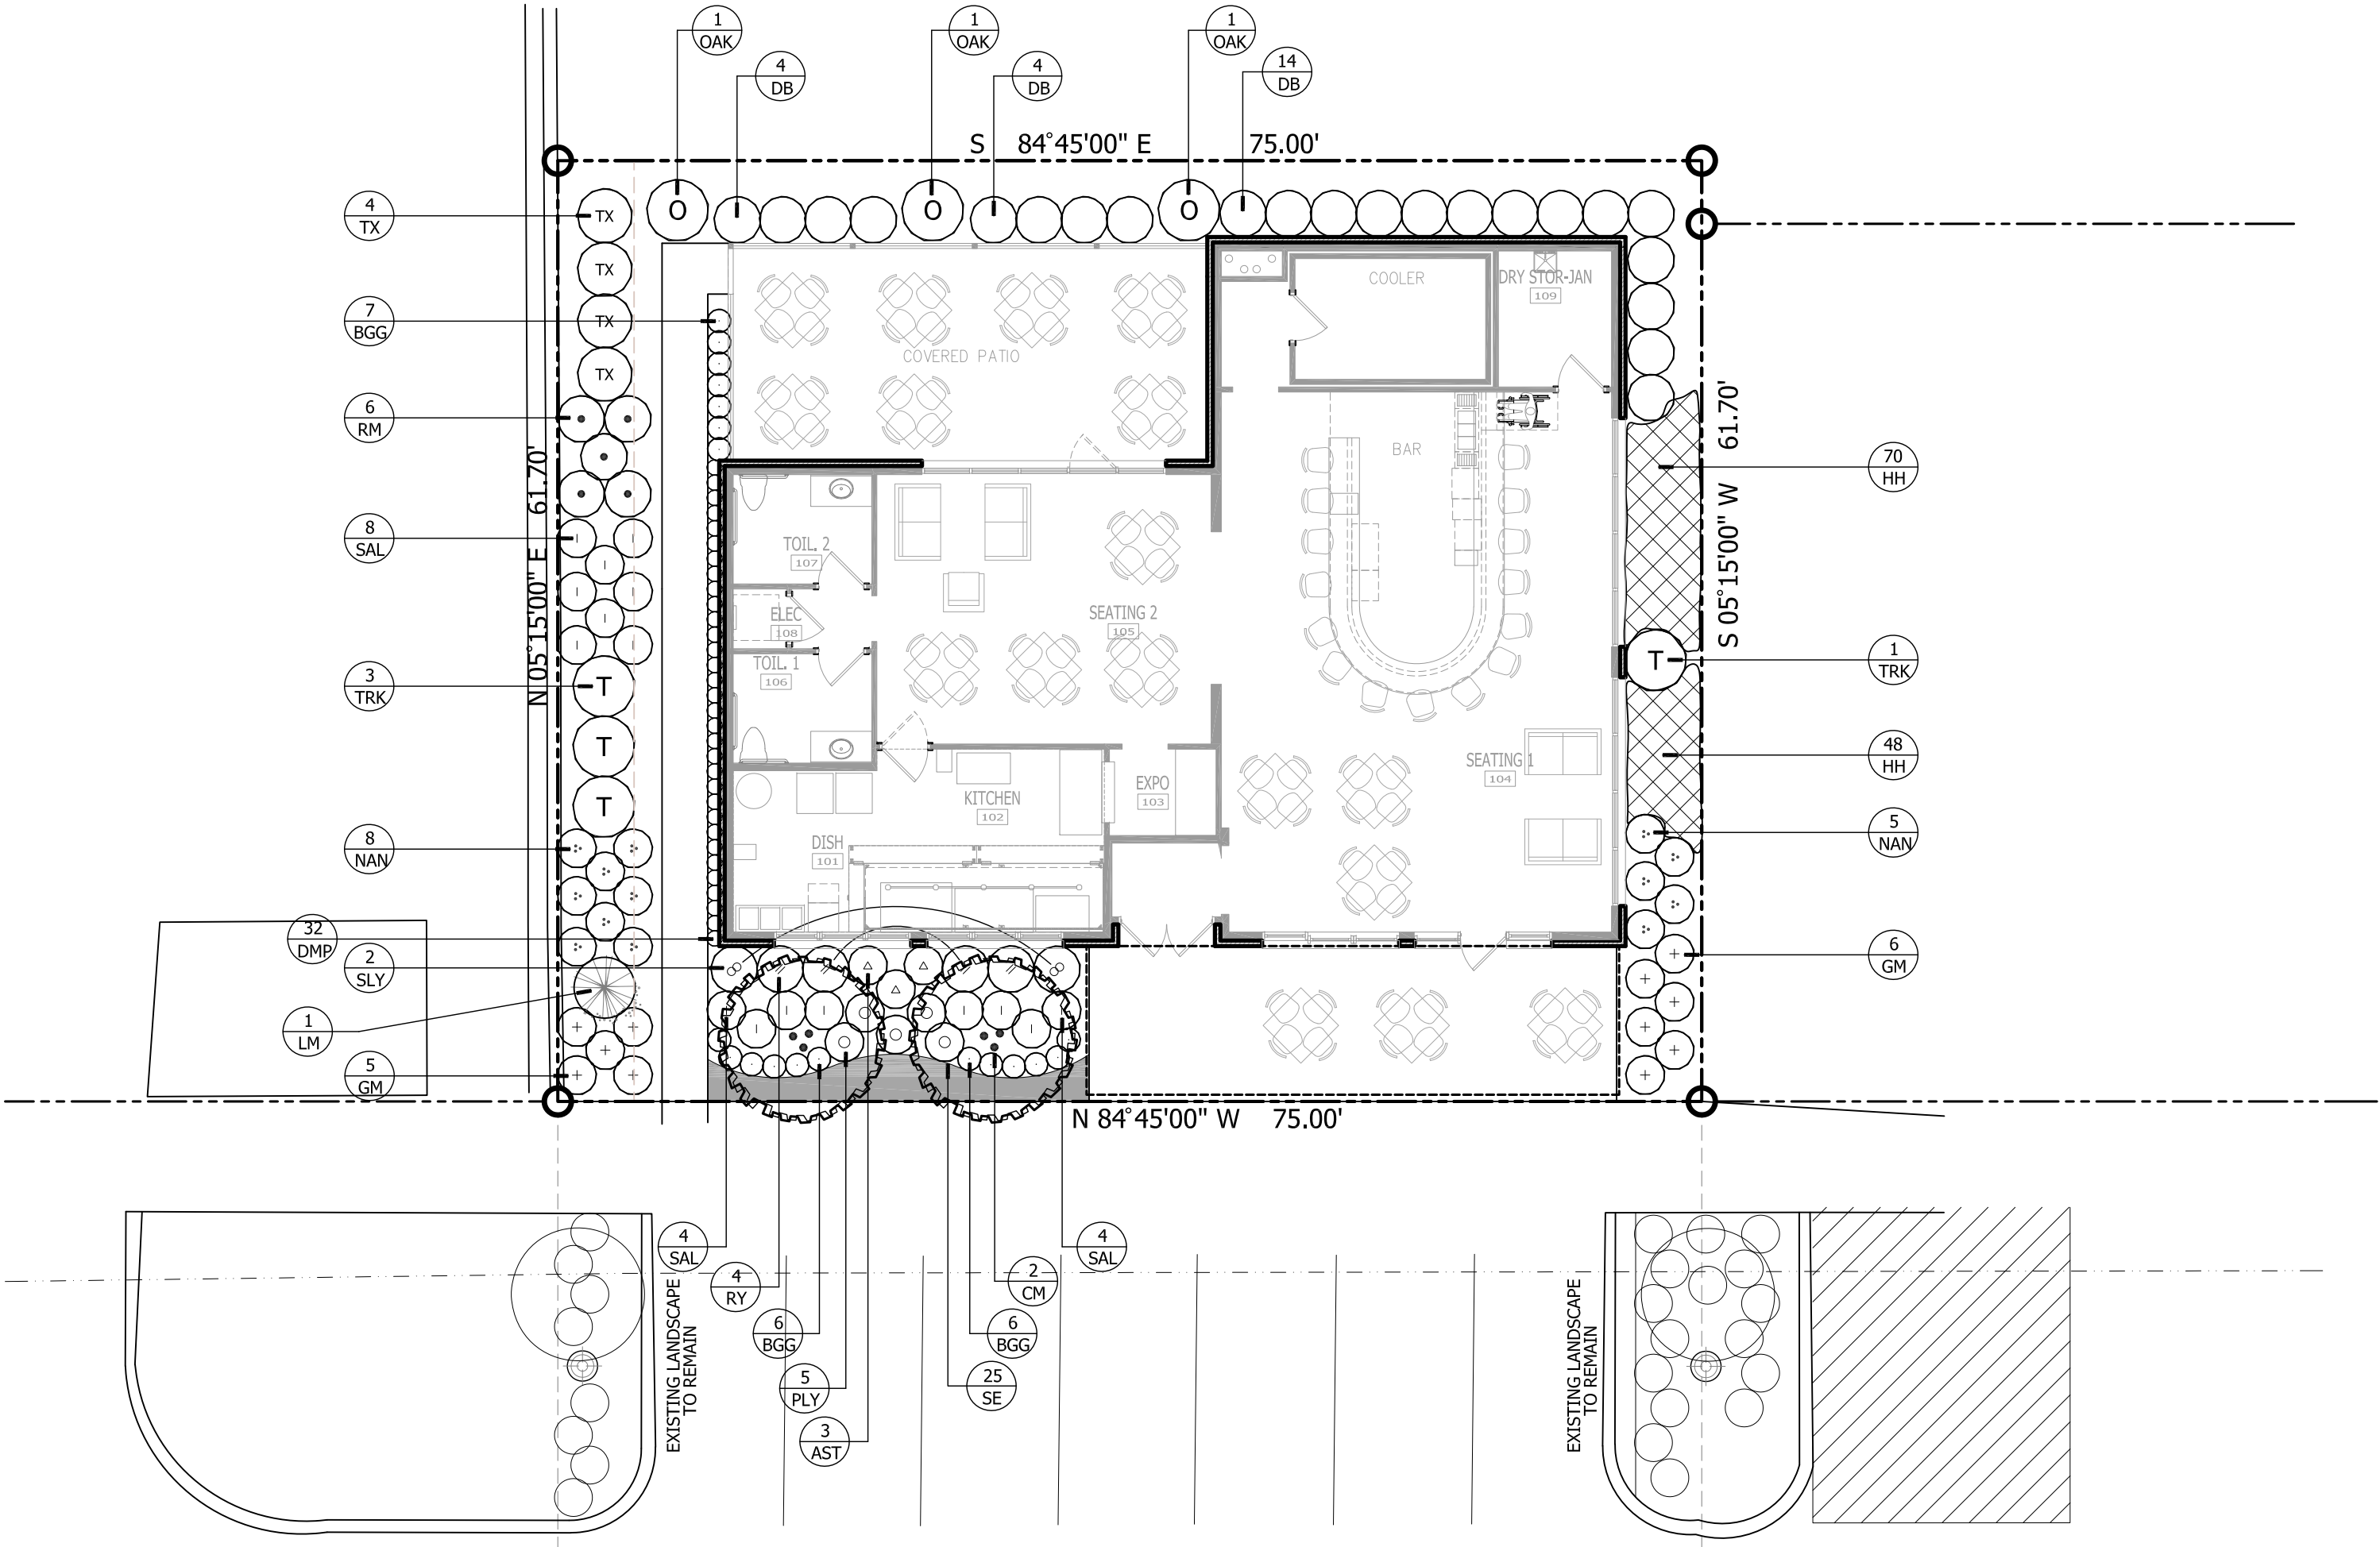 1
OAK
1
OAK
1
OAK
4
DB
4
DB
14
DB
S 84°45'00" E 75.00'
4
TX
TX
TX
TX
TX
O
O
O
7
BGG
6
RM
8
SAL
3
TRK
T
T
T
8
NAN
32
DMP
2
SLY
1
LM
5
GM
N 05°15'00" E 61.70'
COOLER
DRY STOR-JAN
109
COVERED PATIO
BAR
TOIL. 2
107
ELEC
108
TOIL. 1
106
SEATING 2
105
SEATING 1
104
KITCHEN
102
EXPO
103
DISH
101
S 05°15'00" W 61.70'
70
HH
T
1
TRK
48
HH
5
NAN
6
GM
N 84°45'00" W 75.00'
4
SAL
4
SAL
4
RY
2
CM
6
BGG
6
BGG
5
PLY
25
SE
3
AST
EXISTING LANDSCAPE
TO REMAIN
EXISTING LANDSCAPE
TO REMAIN